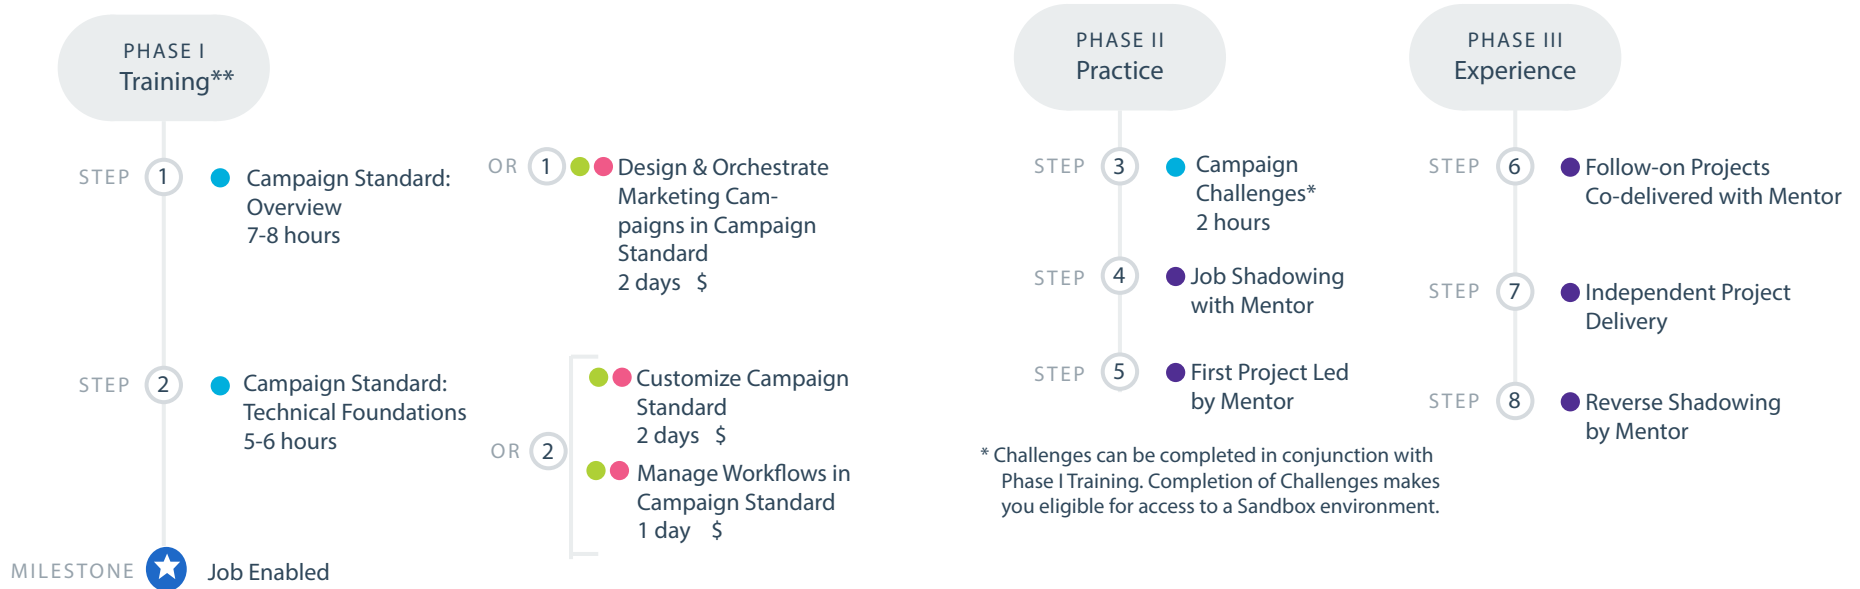 PHASE I
Training**
STEP 1
Campaign Standard:
Overview
7-8 hours
OR 1
Design & Orchestrate
Marketing Cam-
paigns in Campaign
Standard
2 days $
STEP 2
Campaign Standard:
Technical Foundations
5-6 hours
OR 2
Customize Campaign
Standard
2 days $
Manage Workflows in
Campaign Standard
1 day $
MILESTONE
Job Enabled
PHASE II
Practice
STEP 3
Campaign
Challenges*
2 hours
STEP 4
Job Shadowing
with Mentor
STEP 5
First Project Led
by Mentor
* Challenges can be completed in conjunction with
Phase I Training. Completion of Challenges makes
you eligible for access to a Sandbox environment.
PHASE III
Experience
STEP 6
Follow-on Projects
Co-delivered with Mentor
STEP 7
Independent Project
Delivery
STEP 8
Reverse Shadowing
by Mentor